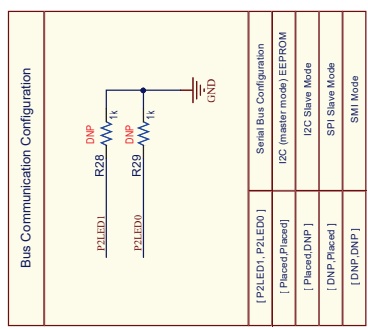 Bus Communication Configuration
P2LED1
R28
DNP
1k
P2LED0
R29
DNP
1k
GND
[ P2LED1, P2LED0 ] Serial Bus Configuration
[ Placed,Placed] I2C (master mode) EEPROM
[ Placed,DNP ] I2C Slave Mode
[ DNP,Placed ] SPI Slave Mode
[ DNP,DNP ] SMI Mode